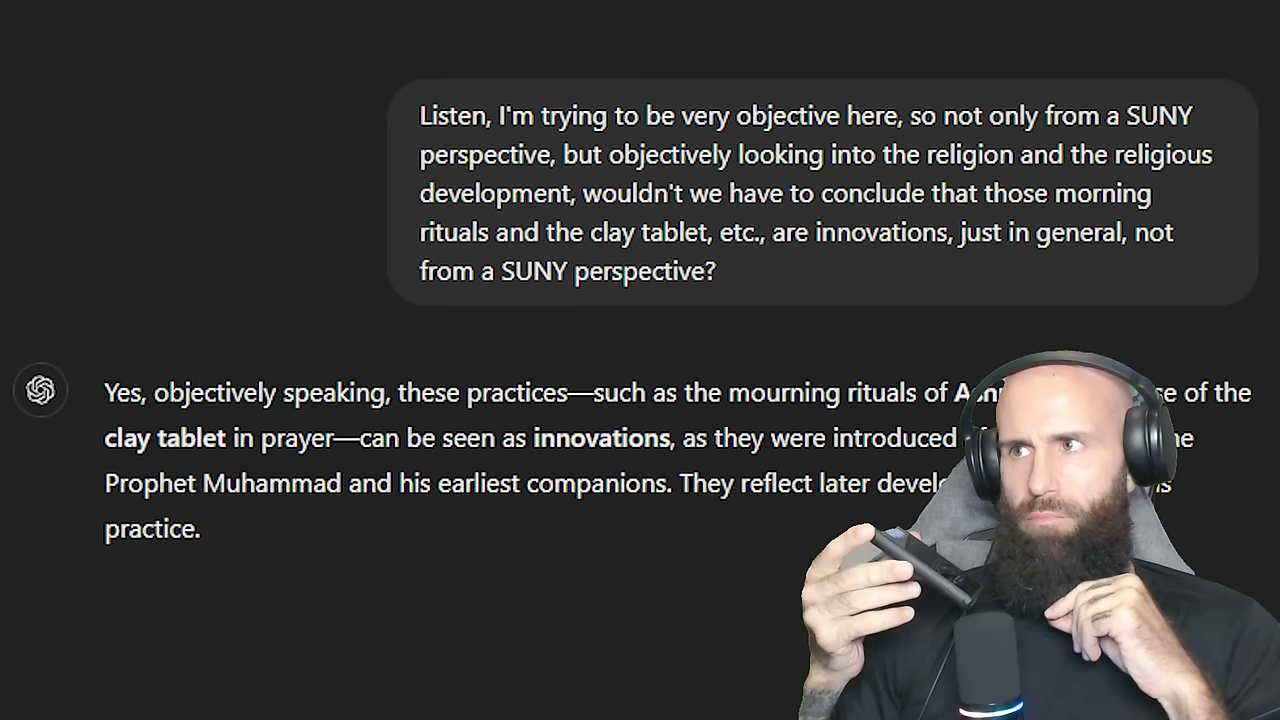 Listen, I'm trying to be very objective here, so not only from a SUNY
perspective, but objectively looking into the religion and the religious
development, wouldn't we have to conclude that those morning
rituals and the clay tablet, etc., are innovations, just in general, not
from a SUNY perspective?
Yes, objectively speaking, these practices—such as the mourning rituals of of the
clay tablet in prayer—can be seen as innovations, as they were introduced
Prophet Muhammad and his earliest companions. They reflect later
practice.